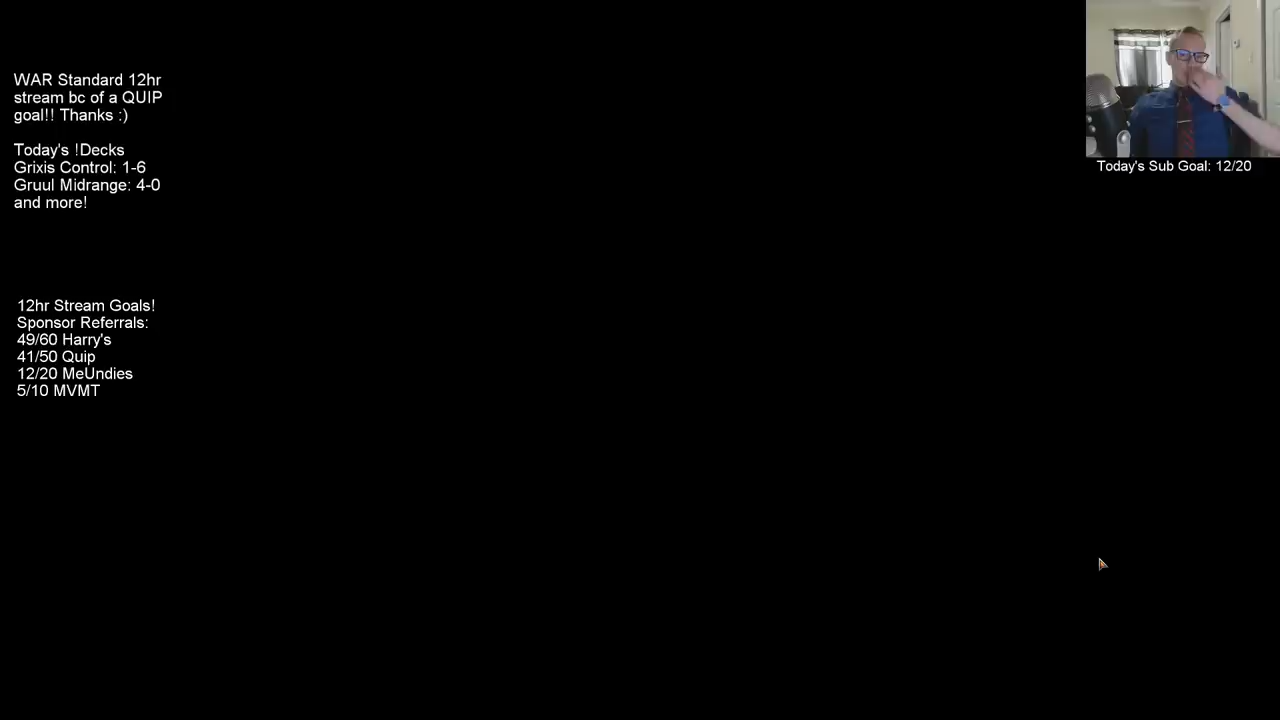 WAR Standard 12hr
stream bc of a QUIP
goal!! Thanks :)
Today's !Decks
Grixis Control: 1-6
Gruul Midrange: 4-0
and more!
12hr Stream Goals!
Sponsor Referrals:
49/60 Harry's
41/50 Quip
12/20 MeUndies
5/10 MVMT
Today's Sub Goal: 12/20